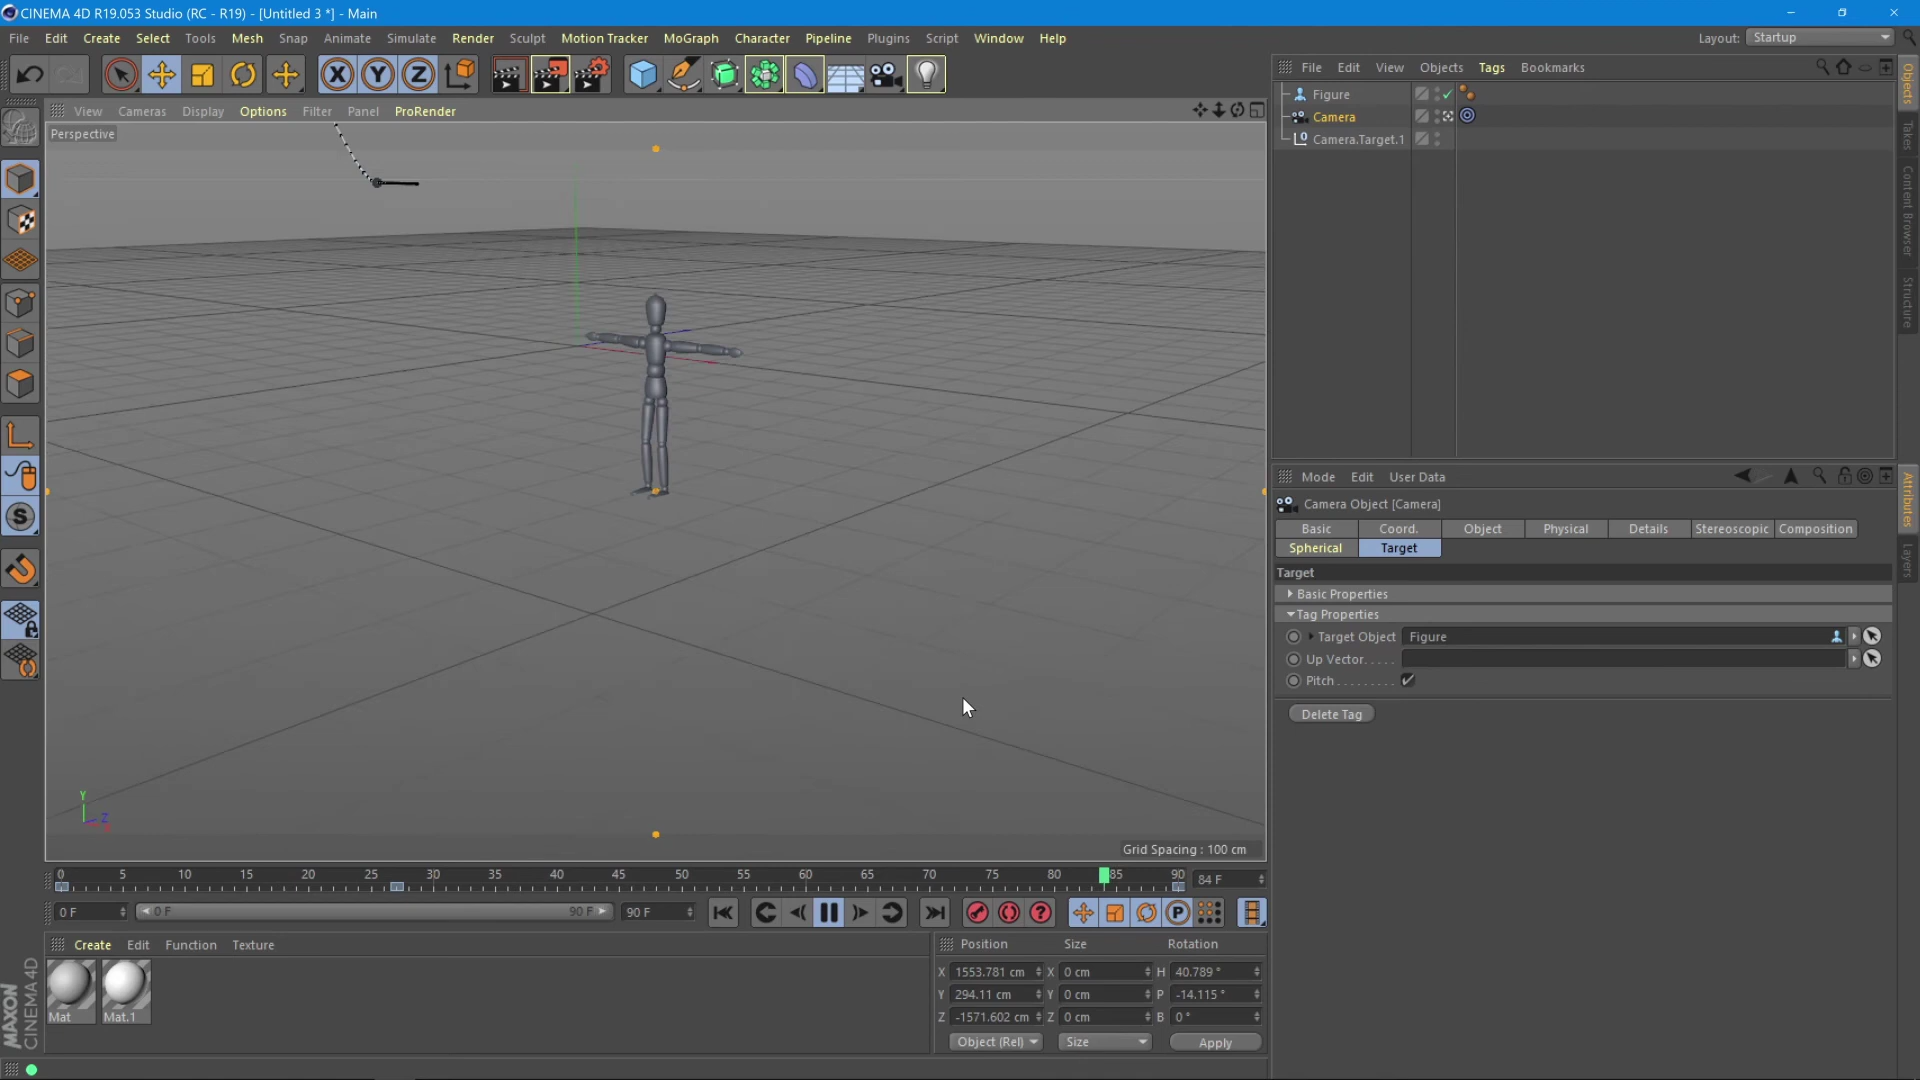 CINEMA 4D R19.053 Studio (RC - R19) - [Untitled 3 *] - Main
File Edit Create Select Tools Mesh Snap Animate Simulate Render Sculpt Motion Tracker MoGraph Character Pipeline Plugins Script Window Help
Layout: Startup
X Y Z
File Edit View Objects Tags Bookmarks
View Cameras Display Options Filter Panel ProRender
Perspective
Figure
Camera
Camera.Target.1
Objects
Takes
Content Browser
Structure
Mode Edit User Data
Camera Object [Camera]
Basic Coord. Object Physical Details Stereoscopic Composition
Spherical Target
Target
Basic Properties
Tag Properties
Target Object Figure
Up Vector. . . . .
Pitch . . . . . . . . .
Delete Tag
Attributes
Layers
S
Y
Z
Grid Spacing : 100 cm
0 5 10 15 20 25 30 35 40 45 50 55 60 65 70 75 80 85 90 84 F
0 F 0 F 90 F 90 F
P
Create Edit Function Texture
Mat Mat.1
MAXON
CINEMA 4D
Position Size Rotation
X 1553.781 cm X 0 cm H 40.789 °
Y 294.11 cm Y 0 cm P -14.115 °
Z -1571.602 cm Z 0 cm B 0 °
Object (Rel) Size Apply